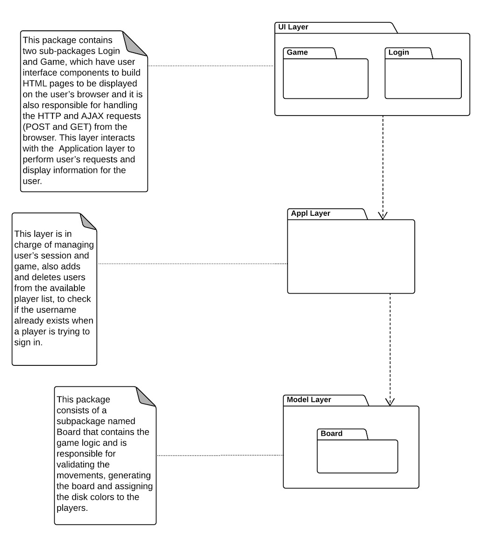 UI Layer
Game
Login
This package contains
two sub-packages Login
and Game, which have user
interface components to build
HTML pages to be displayed
on the user's browser and it is
also responsible for handling
the HTTP and AJAX requests
(POST and GET) from the
browser. This layer interacts
with the Application layer to
perform user's requests and
display information for the
user.
Appl Layer
This layer is in
charge of managing
user's session and
game, also adds
and deletes users
from the available
player list, to check
if the username
already exists when
a player is trying to
sign in.
Model Layer
Board
This package
consists of a
subpackage named
Board that contains the
game logic and is
responsible for
validating the
movements, generating
the board and assigning
the disk colors to the
players.